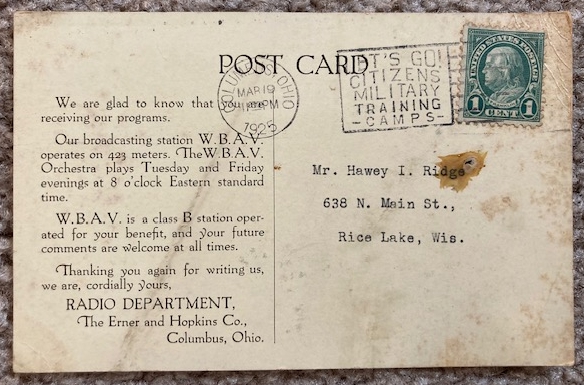 POST CARD
We are glad to know that you are
receiving our programs.
Our broadcasting station W.B.A.V.
operates on 423 meters. The W.B.A.V.
Orchestra plays Tuesday and Friday
evenings at 8 o'clock Eastern standard
time.
W.B.A.V. is a class B station oper-
ated for your benefit, and your future
comments are welcome at all times.
Thanking you again for writing us,
we are, cordially yours,
RADIO DEPARTMENT,
The Erner and Hopkins Co.,
Columbus, Ohio.
COLUMBUS, OHIO
MAR 19
PM
1925
LET'S GO!
CITIZENS
MILITARY
TRAINING
-CAMPS-
UNITED STATES POSTAGE
FRANKLIN
1 CENT 1
Mr. Hawey I. Ridge
638 N. Main St.,
Rice Lake, Wis.